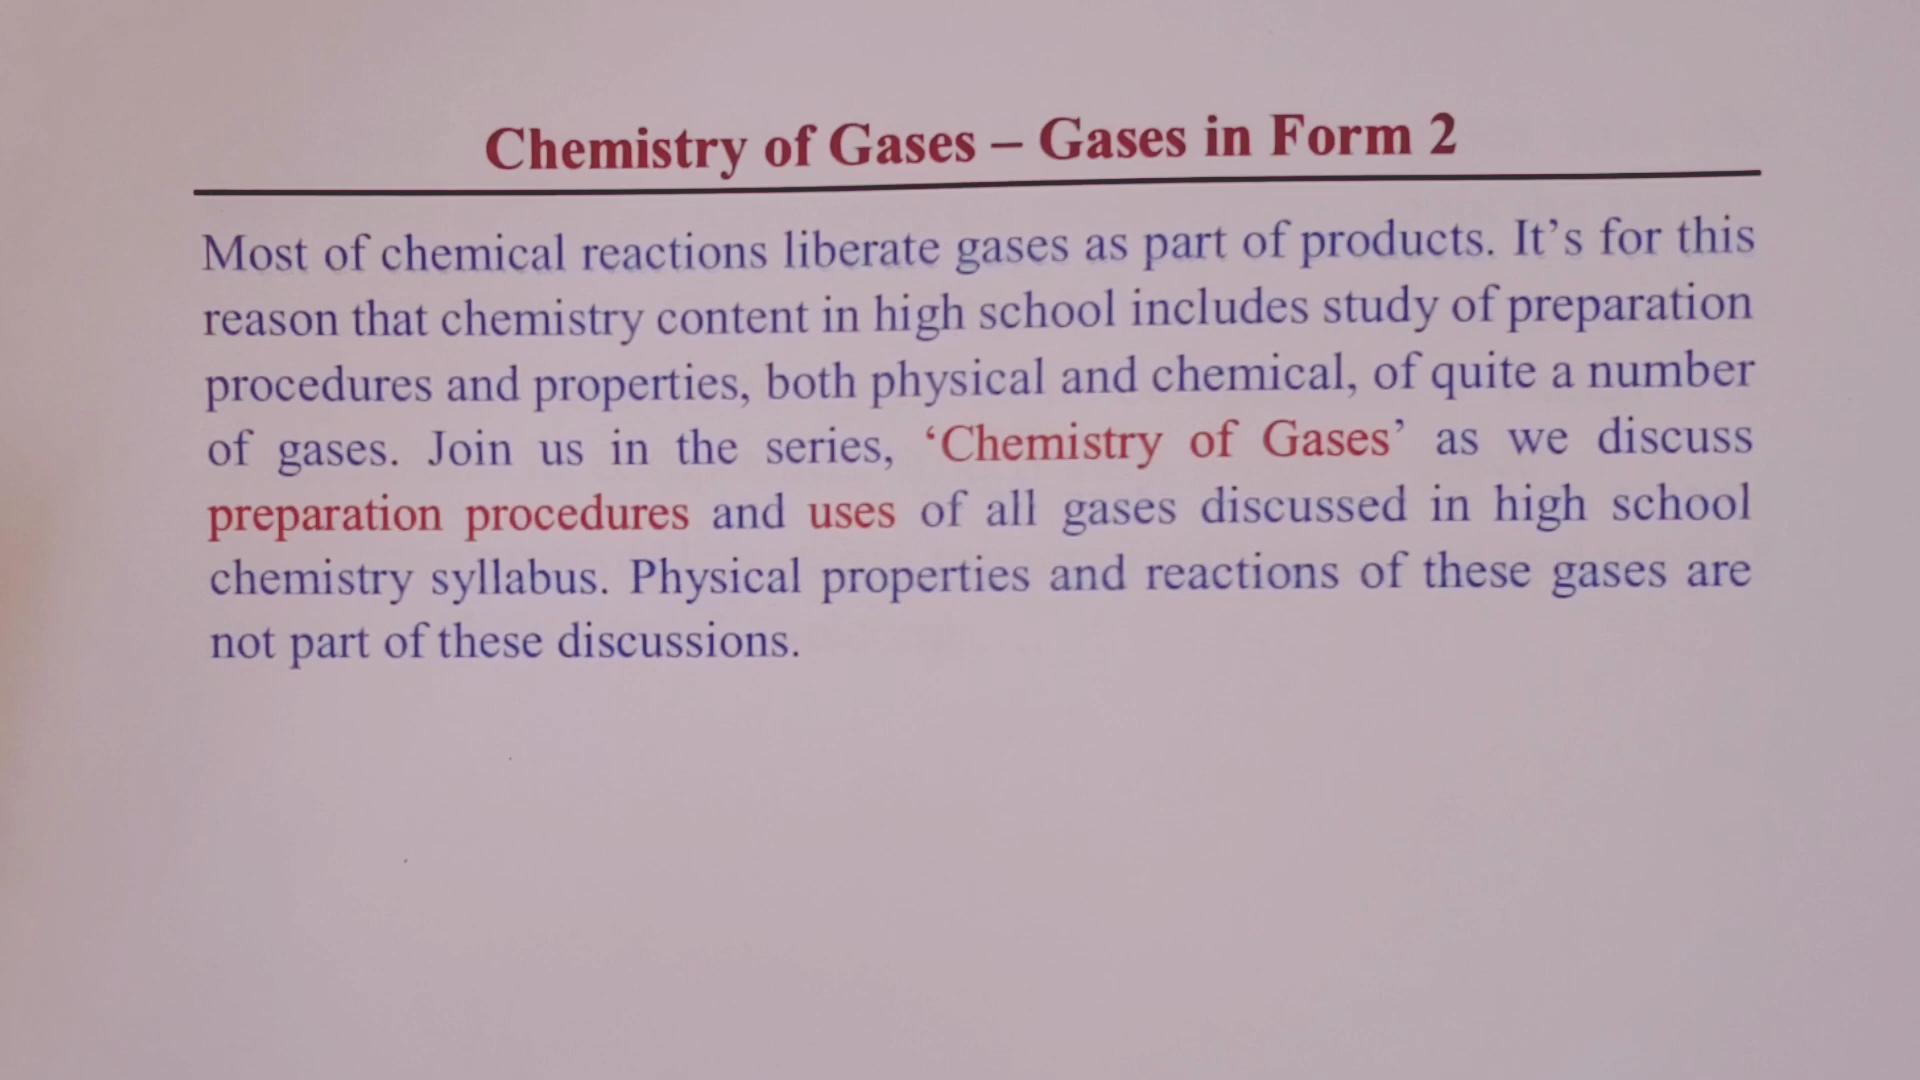 Chemistry of Gases – Gases in Form 2
Most of chemical reactions liberate gases as part of products. It’s for this
reason that chemistry content in high school includes study of preparation
procedures and properties, both physical and chemical, of quite a number
of gases. Join us in the series, ‘Chemistry of Gases’ as we discuss
preparation procedures and uses of all gases discussed in high school
chemistry syllabus. Physical properties and reactions of these gases are
not part of these discussions.